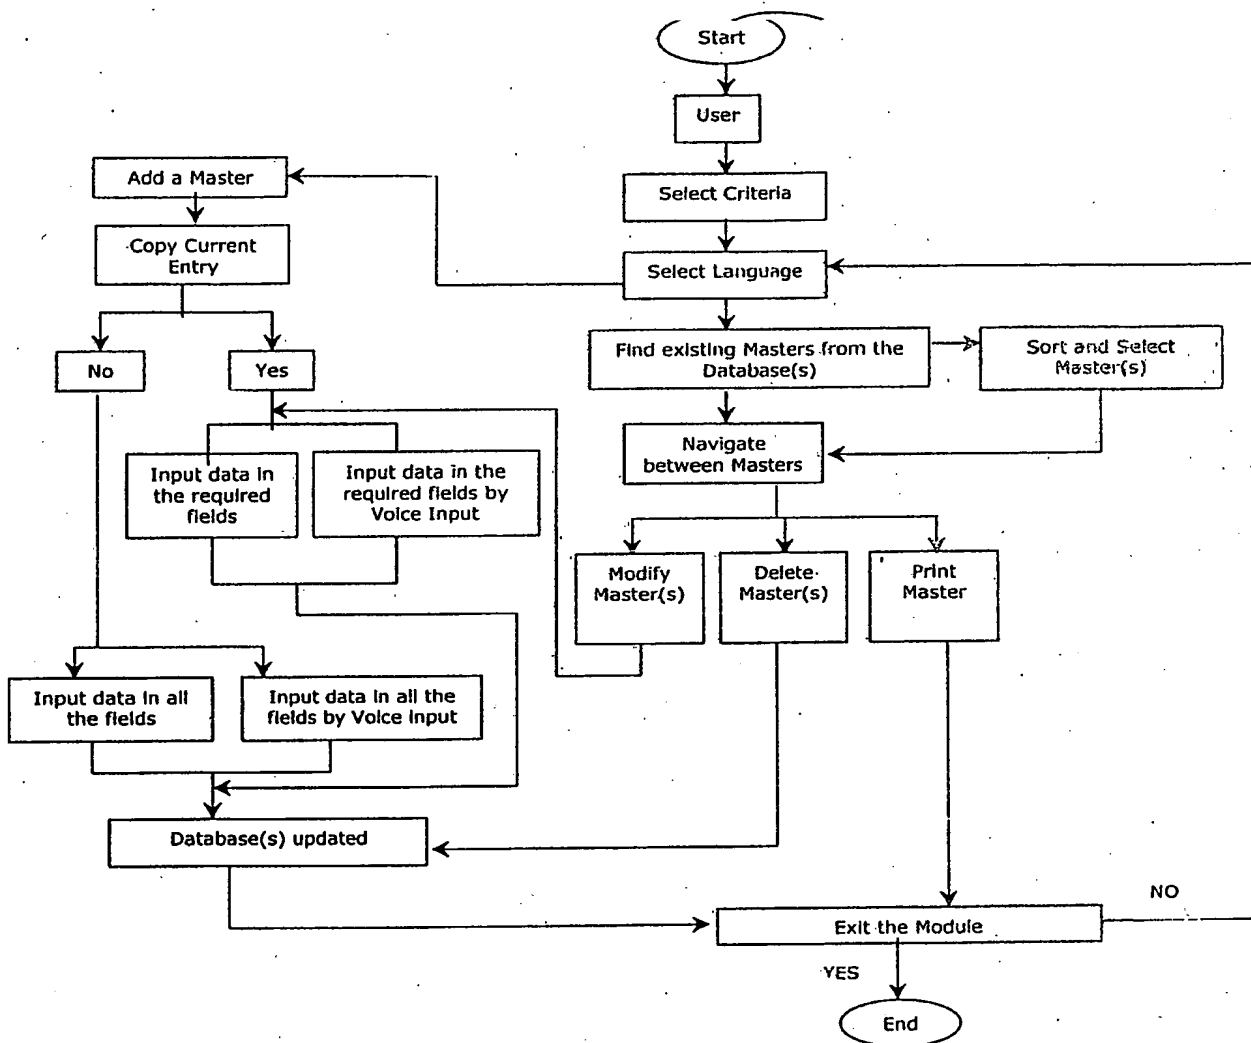 Start
User
Select Criteria
Select Language
Add a Master
Copy Current
Entry
No
Yes
Find existing Masters from the
Database(s)
Sort and Select
Master(s)
Navigate
between Masters
Input data in
the required
fields
Input data in the
required fields by
Voice Input
Modify
Master(s)
Delete
Master(s)
Print
Master
Input data in all
the fields
Input data in all the
fields by Voice Input
Database(s) updated
Exit the Module
NO
YES
End